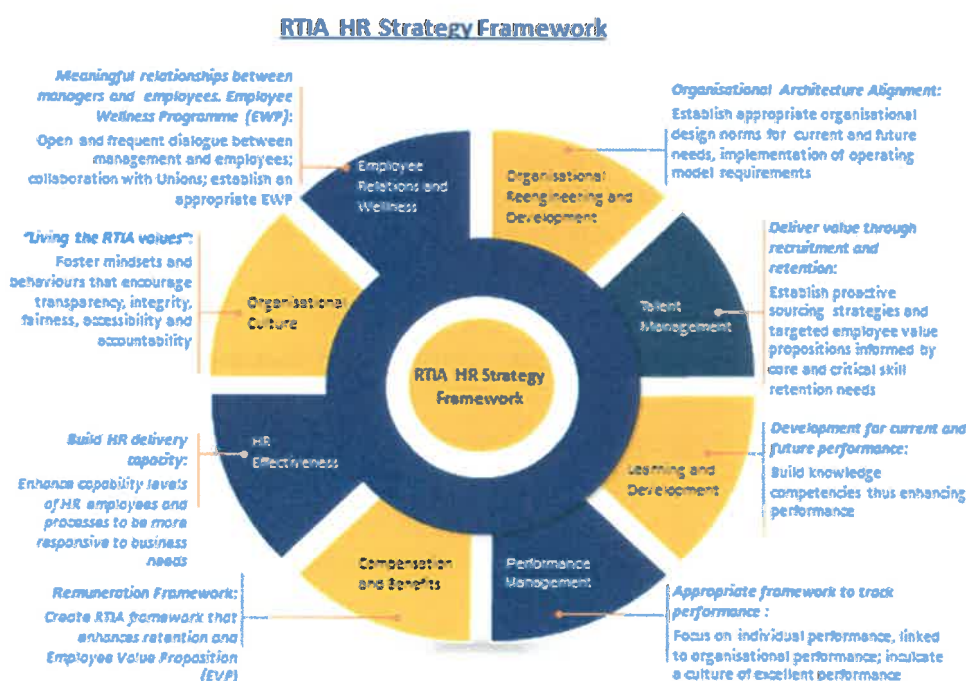 RTIA HR Strategy Framework
Meaningful relationships between
managers and employees. Employee
Wellness Programme (EWP):
Open and frequent dialogue between
management and employees;
collaboration with Unions; establish an
appropriate EWP
Employee
Relations and
Wellness
Organisational Architecture Alignment:
Establish appropriate organisational
design norms for current and future
needs, implementation of operating
model requirements
Organisational
Reengineering and
Development
"Living the RTIA values":
Foster mindsets and
behaviours that encourage
transparency, integrity,
fairness, accessibility and
accountability
Organisational
Culture
Deliver value through
recruitment and
retention:
Establish proactive
sourcing strategies and
targeted employee value
propositions informed by
core and critical skill
retention needs
Talent
Management
RTIA HR Strategy
Framework
Build HR delivery
capacity:
Enhance capability levels
of HR employees and
processes to be more
responsive to business
needs
HR
Effectiveness
Development for current and
future performance:
Build knowledge
competencies thus enhancing
performance
Learning and
Development
Remuneration Framework:
Create RTIA framework that
enhances retention and
Employee Value Proposition
(EVP)
Compensation
and Benefits
Performance
Management
Appropriate framework to track
performance :
Focus on individual performance, linked
to organisational performance; inculcate
a culture of excellent performance